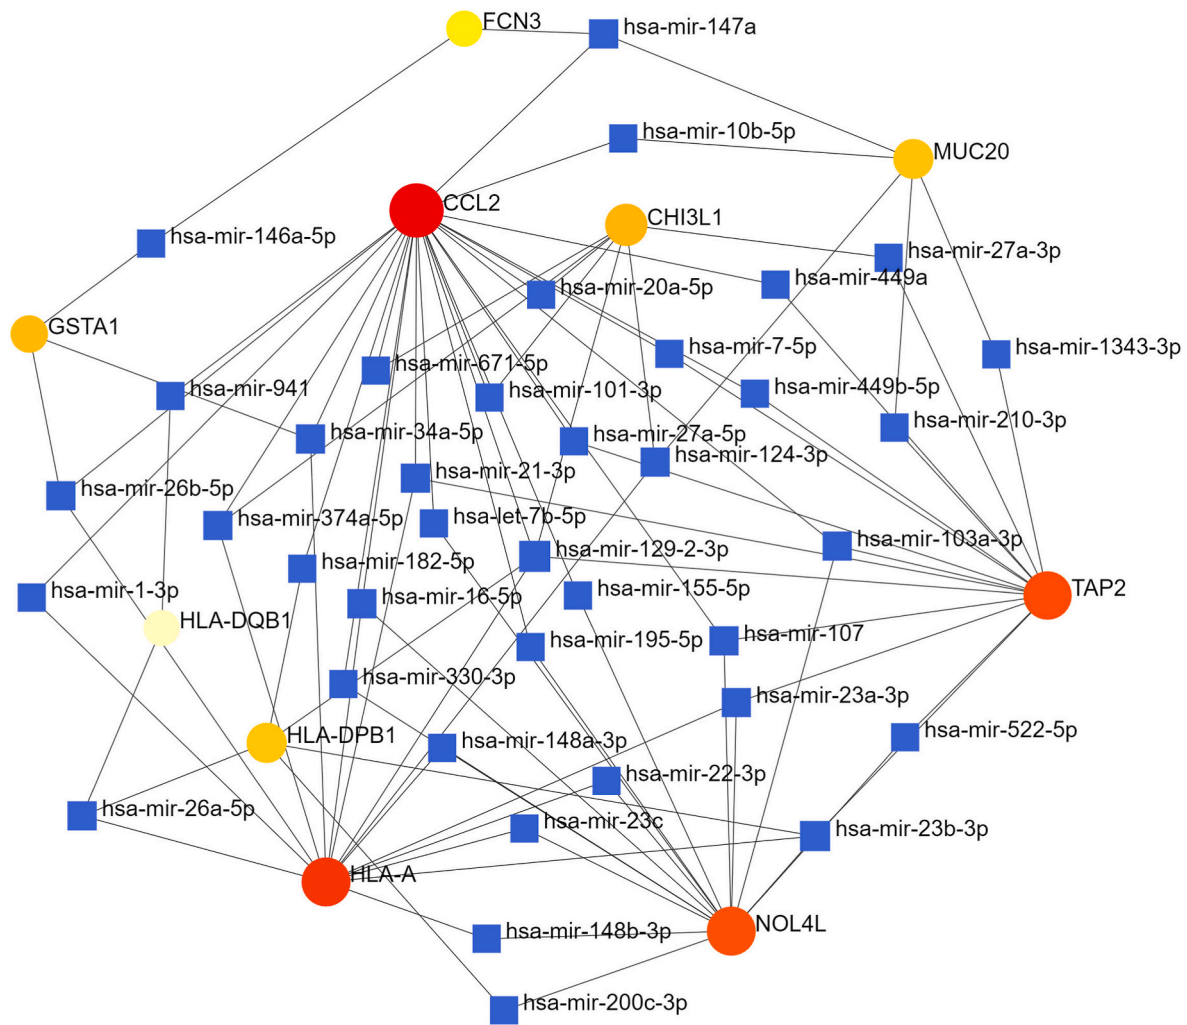 FCN3
hsa-mir-147a
hsa-mir-10b-5p
MUC20
CCL2
CHI3L1
hsa-mir-146a-5p
hsa-mir-27a-3p
hsa-mir-449a
hsa-mir-20a-5p
GSTA1
hsa-mir-7-5p
hsa-mir-1343-3p
hsa-mir-671-5p
hsa-mir-941
hsa-mir-101-3p
hsa-mir-449b-5p
hsa-mir-210-3p
hsa-mir-34a-5p
hsa-mir-27a-5p
hsa-mir-124-3p
hsa-mir-21-3p
hsa-mir-26b-5p
hsa-mir-374a-5p
hsa-let-7b-5p
hsa-mir-103a-3p
hsa-mir-129-2-3p
hsa-mir-182-5p
hsa-mir-1-3p
hsa-mir-16-5p
hsa-mir-155-5p
TAP2
HLA-DQB1
hsa-mir-195-5p
hsa-mir-107
hsa-mir-330-3p
hsa-mir-23a-3p
hsa-mir-522-5p
HLA-DPB1
hsa-mir-148a-3p
hsa-mir-22-3p
hsa-mir-26a-5p
hsa-mir-23c
hsa-mir-23b-3p
HLA-A
NOL4L
hsa-mir-148b-3p
hsa-mir-200c-3p